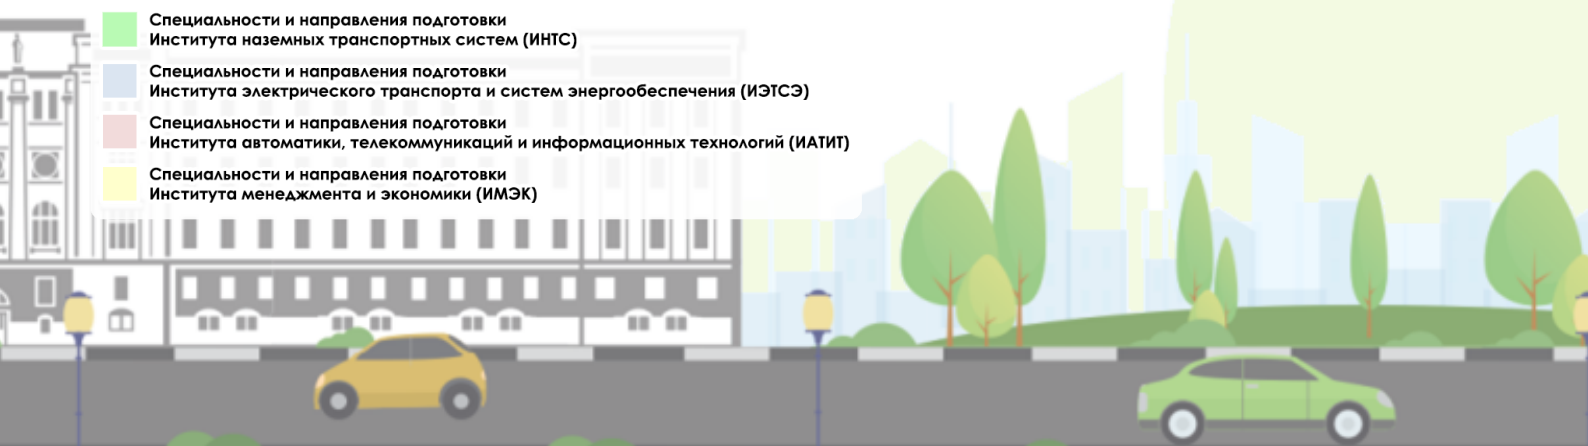 Специальности и направления подготовки
Института наземных транспортных систем (ИНТС)
Специальности и направления подготовки
Института электрического транспорта и систем энергообеспечения (ИЭТСЭ)
Специальности и направления подготовки
Института автоматики, телекоммуникаций и информационных технологий (ИАТИТ)
Специальности и направления подготовки
Института менеджмента и экономики (ИМЭК)